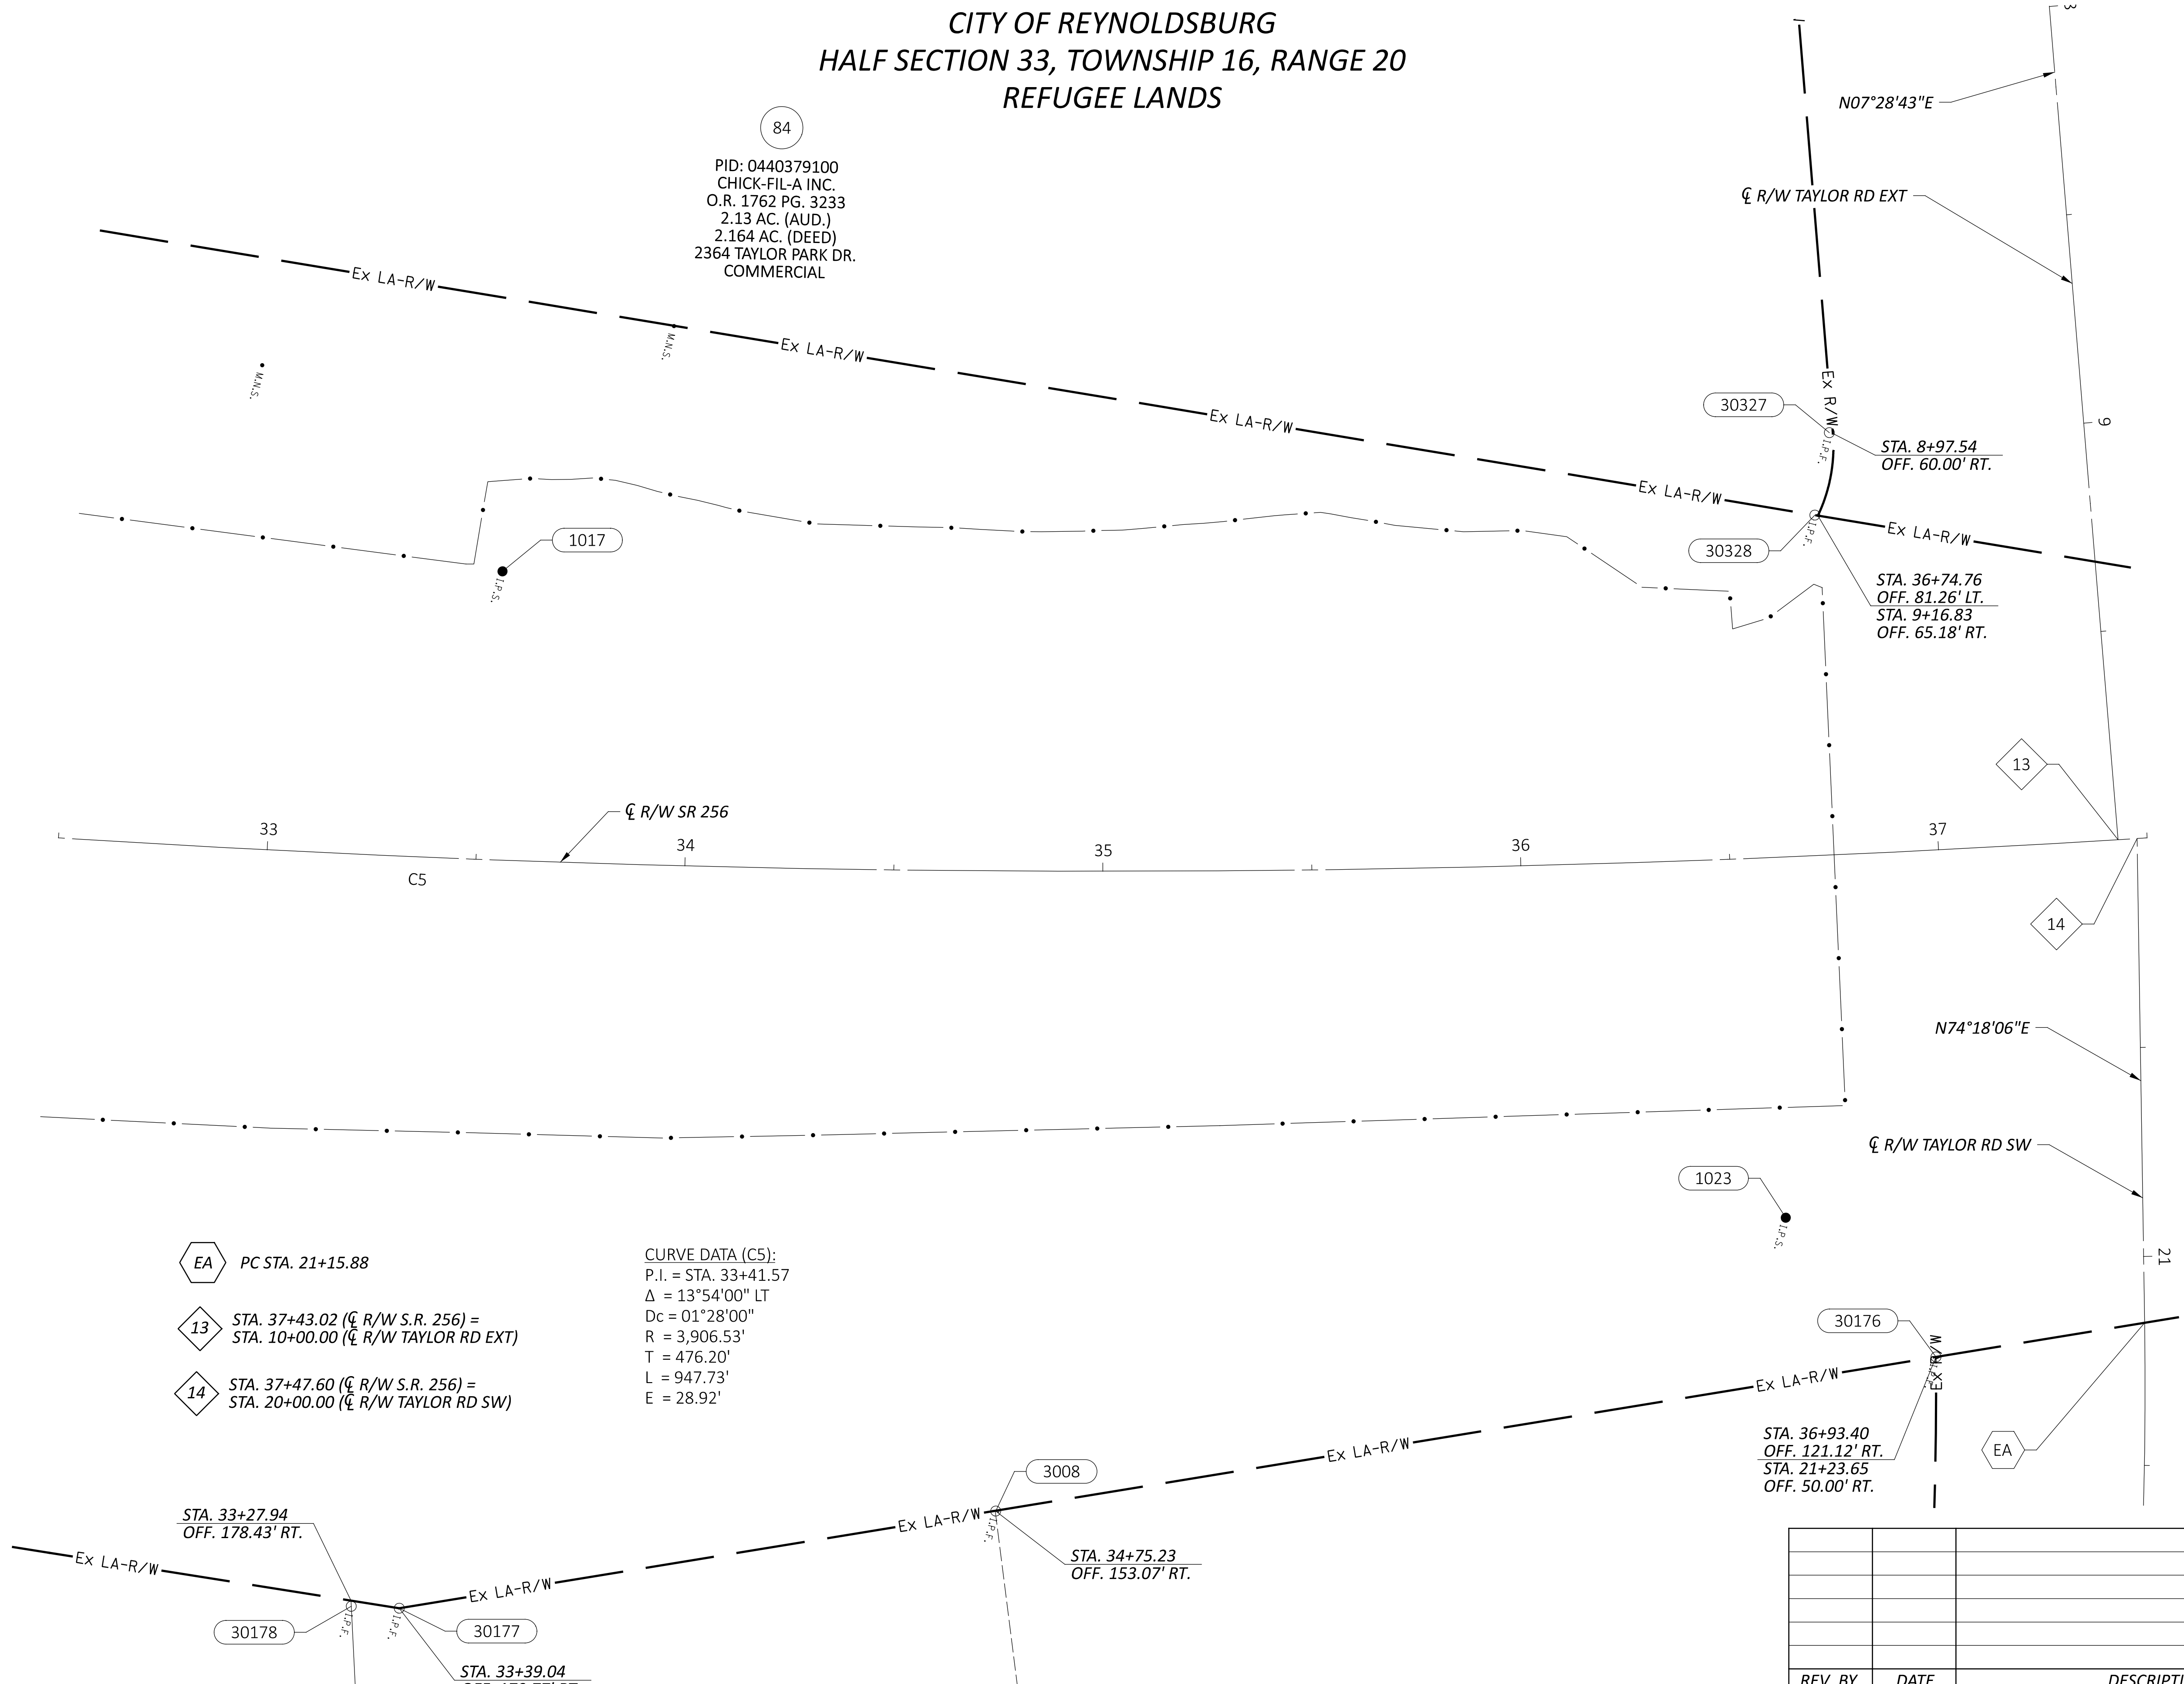 CITY OF REYNOLDSBURG
HALF SECTION 33, TOWNSHIP 16, RANGE 20
REFUGEE LANDS
84
PID: 0440379100
CHICK-FIL-A INC.
O.R. 1762 PG. 3233
2.13 AC. (AUD.)
2.164 AC. (DEED)
2364 TAYLOR PARK DR.
COMMERCIAL
N07°28'43"E
℄ R/W TAYLOR RD EXT
Ex LA-R/W
Ex LA-R/W
Ex LA-R/W
Ex LA-R/W
Ex LA-R/W
M.N.S.
M.N.S.
Ex R/W
30327
I.P.F.
STA. 8+97.54
OFF. 60.00' RT.
9
30328
I.P.F.
STA. 36+74.76
OFF. 81.26' LT.
STA. 9+16.83
OFF. 65.18' RT.
1017
I.P.S.
13
℄ R/W SR 256
33
34
35
36
37
C5
14
N74°18'06"E
℄ R/W TAYLOR RD SW
1023
I.P.S.
21
EA PC STA. 21+15.88
13 STA. 37+43.02 (℄ R/W S.R. 256) =
STA. 10+00.00 (℄ R/W TAYLOR RD EXT)
14 STA. 37+47.60 (℄ R/W S.R. 256) =
STA. 20+00.00 (℄ R/W TAYLOR RD SW)
CURVE DATA (C5):
P.I. = STA. 33+41.57
Δ = 13°54'00" LT
Dc = 01°28'00"
R = 3,906.53'
T = 476.20'
L = 947.73'
E = 28.92'
30176
Ex R/W
I.P.F.
Ex LA-R/W
Ex LA-R/W
Ex LA-R/W
Ex LA-R/W
Ex LA-R/W
STA. 36+93.40
OFF. 121.12' RT.
STA. 21+23.65
OFF. 50.00' RT.
EA
3008
I.P.F.
STA. 34+75.23
OFF. 153.07' RT.
STA. 33+27.94
OFF. 178.43' RT.
30178
I.P.F.
I.P.F.
30177
STA. 33+39.04
REV. BY
DATE